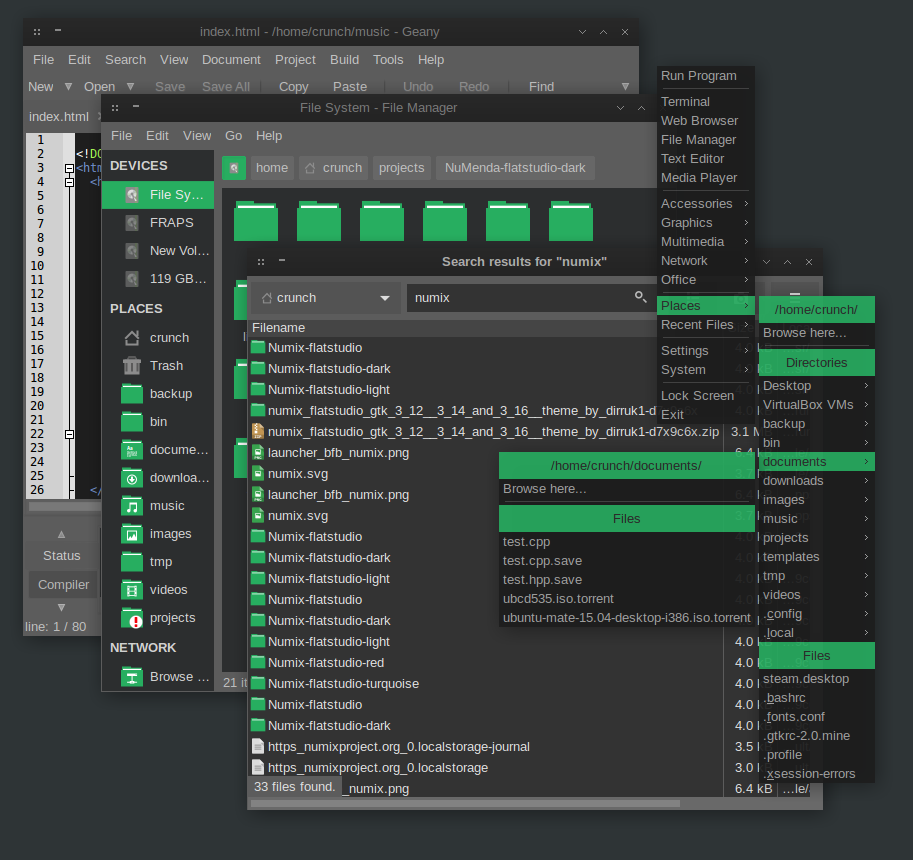 index.html - /home/crunch/music - Geany
File Edit Search View Document Project Build Tools Help
New Open Save Save All Copy Paste Undo Redo Find
index.html
1
2 <!DO
3 <htm
4 <h
5
6
7
8
9
10
11
12
13
14
15
16
17
18
19
20
21
22
23
24
25
26 </
Status
Compiler
line: 1 / 80
File System - File Manager
File Edit View Go Help
DEVICES
File Sy...
FRAPS
New Vol...
119 GB...
PLACES
crunch
Trash
backup
bin
docume...
downloa...
music
images
tmp
videos
projects
NETWORK
Browse ...
home crunch projects NuMenda-flatstudio-dark
21 it
Search results for "numix"
crunch numix
Filename
Numix-flatstudio
Numix-flatstudio-dark
Numix-flatstudio-light
numix_flatstudio_gtk_3_12__3_14_and_3_16__theme_by_dirruk1-d7x9c6x
numix_flatstudio_gtk_3_12__3_14_and_3_16__theme_by_dirruk1-d7x9c6x.zip 3.1 M
launcher_bfb_numix.png 6.4 k
numix.svg
launcher_bfb_numix.png
numix.svg
Numix-flatstudio
Numix-flatstudio-dark
Numix-flatstudio-light
Numix-flatstudio
Numix-flatstudio-dark
Numix-flatstudio-light 4.0 kB
Numix-flatstudio-red 4.0 kB
Numix-flatstudio-turquoise 4.0 kB
Numix-flatstudio 4.0 kB
Numix-flatstudio-dark 4.0 kB
https_numixproject.org_0.localstorage-journal 3.5 kB
https_numixproject.org_0.localstorage 3.0 kB
_numix.png 6.4 kB ...le/
33 files found.
Run Program
Terminal
Web Browser
File Manager
Text Editor
Media Player
Accessories
Graphics
Multimedia
Network
Office
Places
Recent Files
Settings
System
Lock Screen
Exit
/home/crunch/
Browse here...
Directories
Desktop
VirtualBox VMs
backup
bin
documents
downloads
images
music
projects
templates
tmp
videos
.config
.local
Files
steam.desktop
.bashrc
.fonts.conf
.gtkrc-2.0.mine
.profile
.xsession-errors
/home/crunch/documents/
Browse here...
Files
test.cpp
test.cpp.save
test.hpp.save
ubcd535.iso.torrent
ubuntu-mate-15.04-desktop-i386.iso.torrent